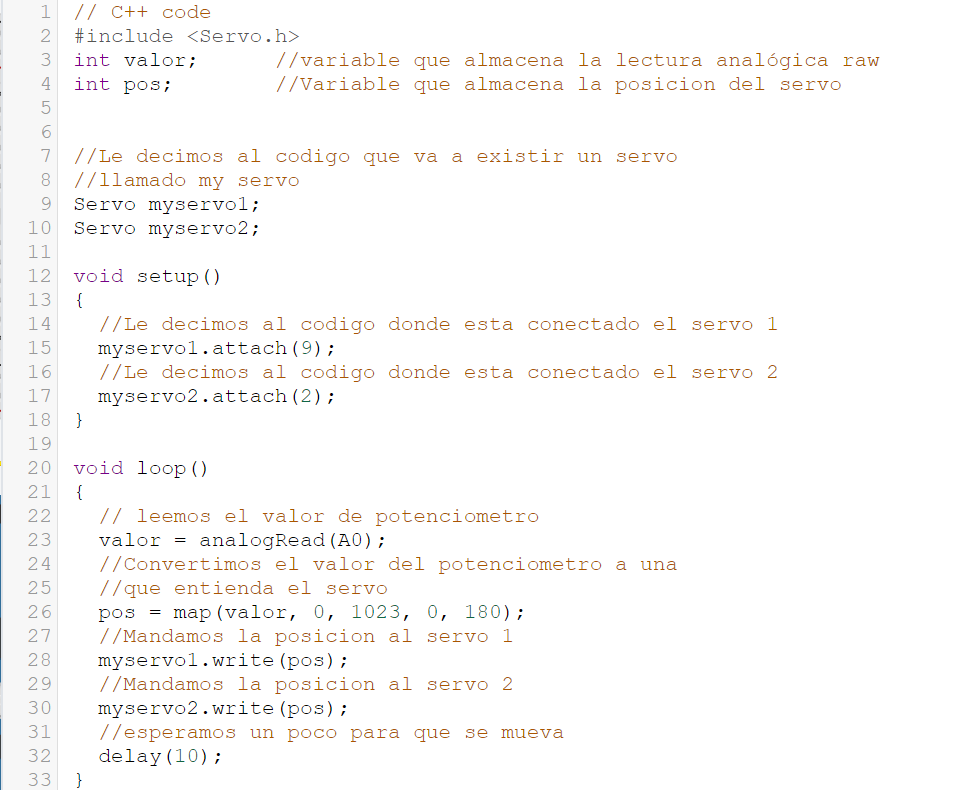 1 // C++ code
2 #include <Servo.h>
3 int valor;      //variable que almacena la lectura analógica raw
4 int pos;        //Variable que almacena la posicion del servo
5
6
7 //Le decimos al codigo que va a existir un servo
8 //llamado my servo
9 Servo myservo1;
10 Servo myservo2;
11
12 void setup()
13 {
14   //Le decimos al codigo donde esta conectado el servo 1
15   myservo1.attach(9);
16   //Le decimos al codigo donde esta conectado el servo 2
17   myservo2.attach(2);
18 }
19
20 void loop()
21 {
22   // leemos el valor de potenciometro
23   valor = analogRead(A0);
24   //Convertimos el valor del potenciometro a una
25   //que entienda el servo
26   pos = map(valor, 0, 1023, 0, 180);
27   //Mandamos la posicion al servo 1
28   myservo1.write(pos);
29   //Mandamos la posicion al servo 2
30   myservo2.write(pos);
31   //esperamos un poco para que se mueva
32   delay(10);
33 }